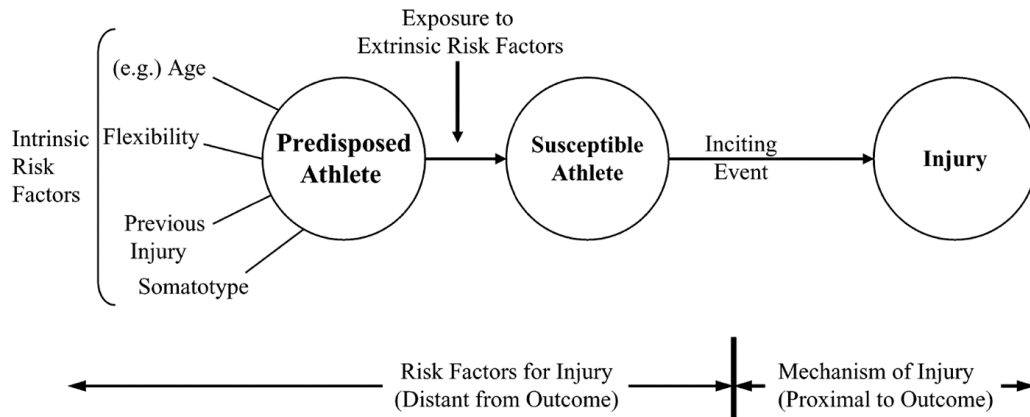 Exposure to
Extrinsic Risk Factors
Intrinsic
Risk
Factors
(e.g.) Age
Flexibility
Previous
Injury
Somatotype
Predisposed
Athlete
Susceptible
Athlete
Inciting
Event
Injury
Risk Factors for Injury
(Distant from Outcome)
Mechanism of Injury
(Proximal to Outcome)